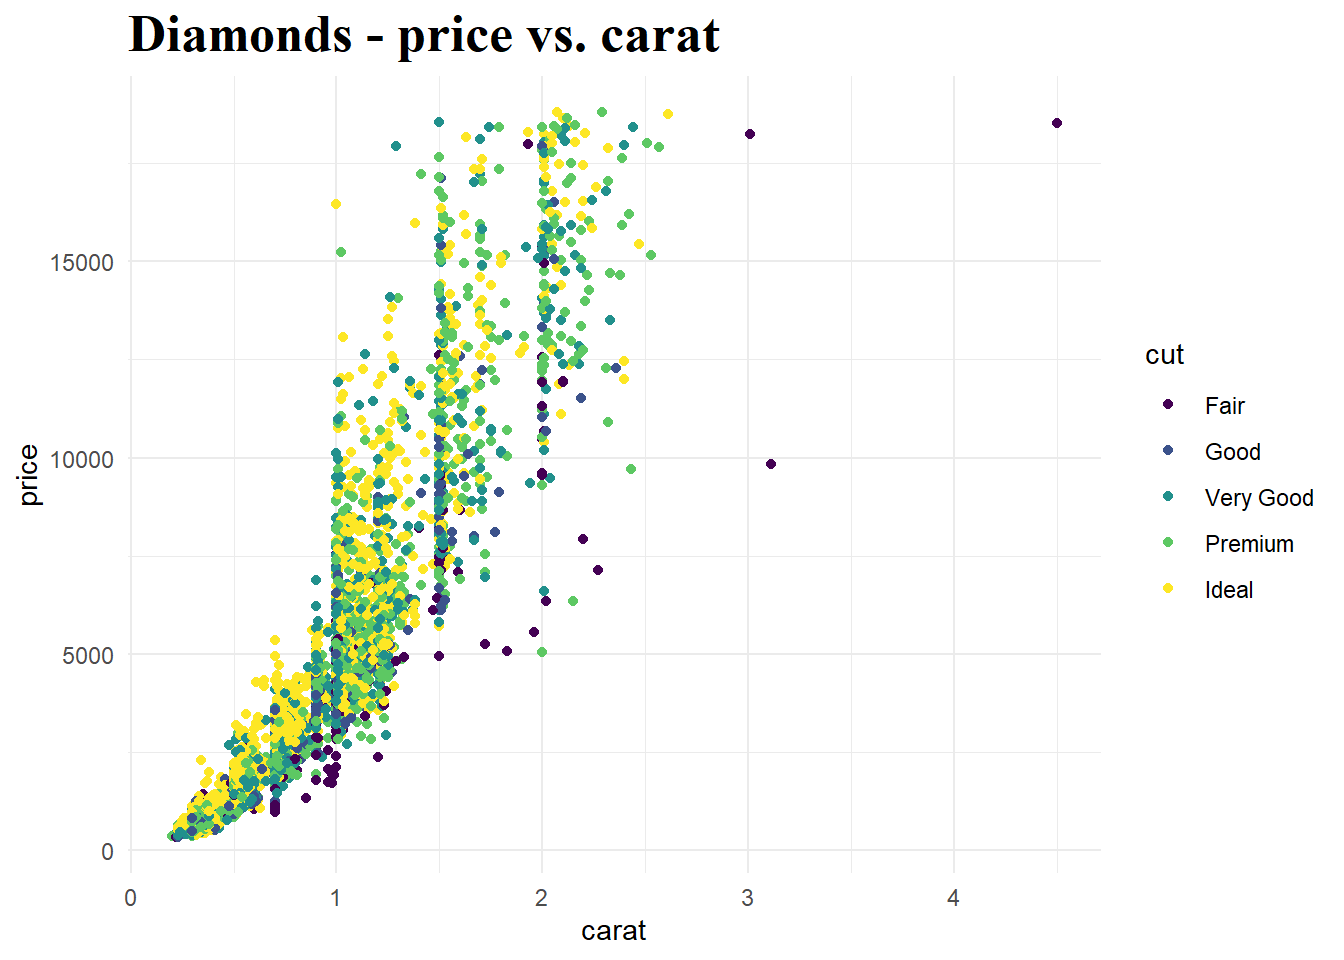 Diamonds - price vs. carat
price
15000
10000
5000
0
0 1 2 3 4
carat
cut
Fair
Good
Very Good
Premium
Ideal